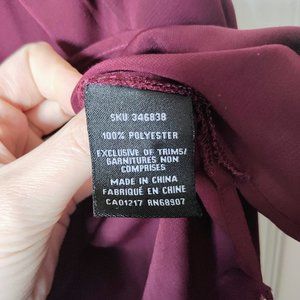 SKU 346838
100% POLYESTER
EXCLUSIVE OF TRIMS/
GARNITURES NON
COMPRISES
MADE IN CHINA
FABRIQUÉ EN CHINE
CA01217 RN68907